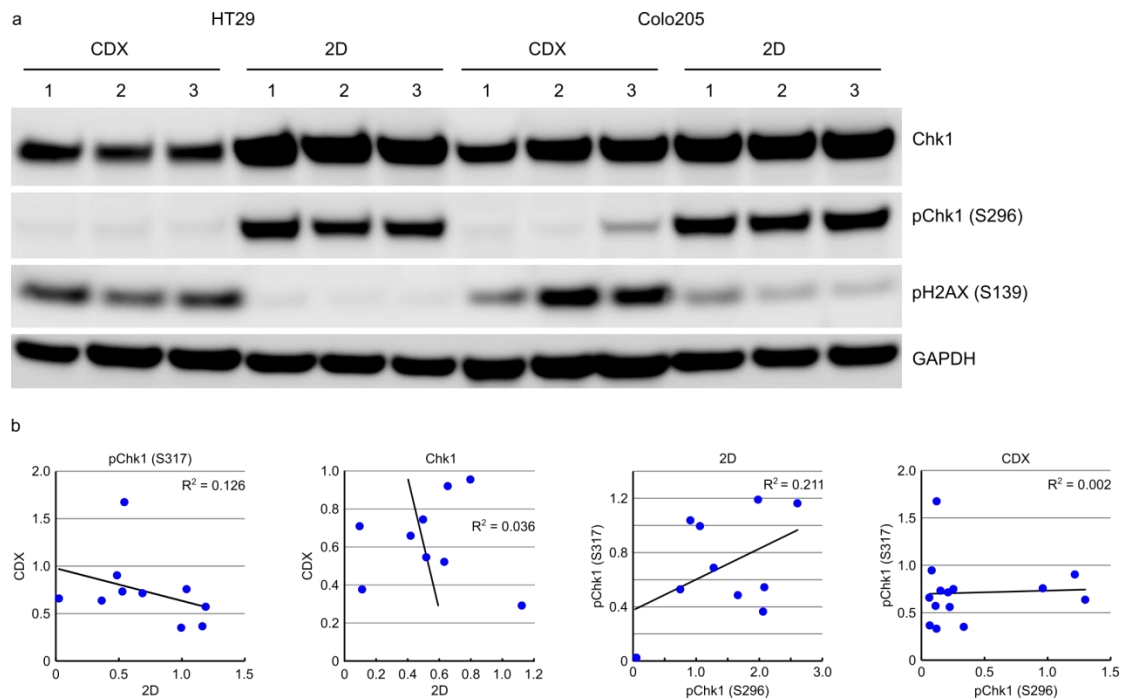 a
HT29 Colo205
CDX 2D CDX 2D
1 2 3 1 2 3 1 2 3 1 2 3
Chk1
pChk1 (S296)
pH2AX (S139)
GAPDH
b
pChk1 (S317)
R² = 0.126
2.0
1.5
1.0
0.5
0
CDX
0 0.5 1.0 1.5
2D
Chk1
R² = 0.036
1.0
0.8
0.6
0.4
0.2
0
CDX
0 0.2 0.4 0.6 0.8 1.0 1.2
2D
2D
R² = 0.211
1.2
0.8
0.4
0
pChk1 (S317)
0 1.0 2.0 3.0
pChk1 (S296)
CDX
R² = 0.002
2.0
1.5
1.0
0.5
0
pChk1 (S317)
0 0.5 1.0 1.5
pChk1 (S296)